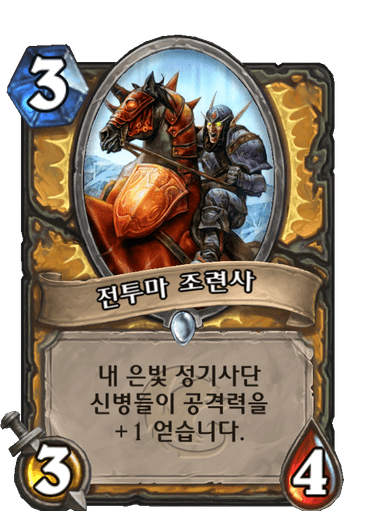 3
전투마 조련사
내 은빛 성기사단
신병들이 공격력을
+1 얻습니다.
3
4